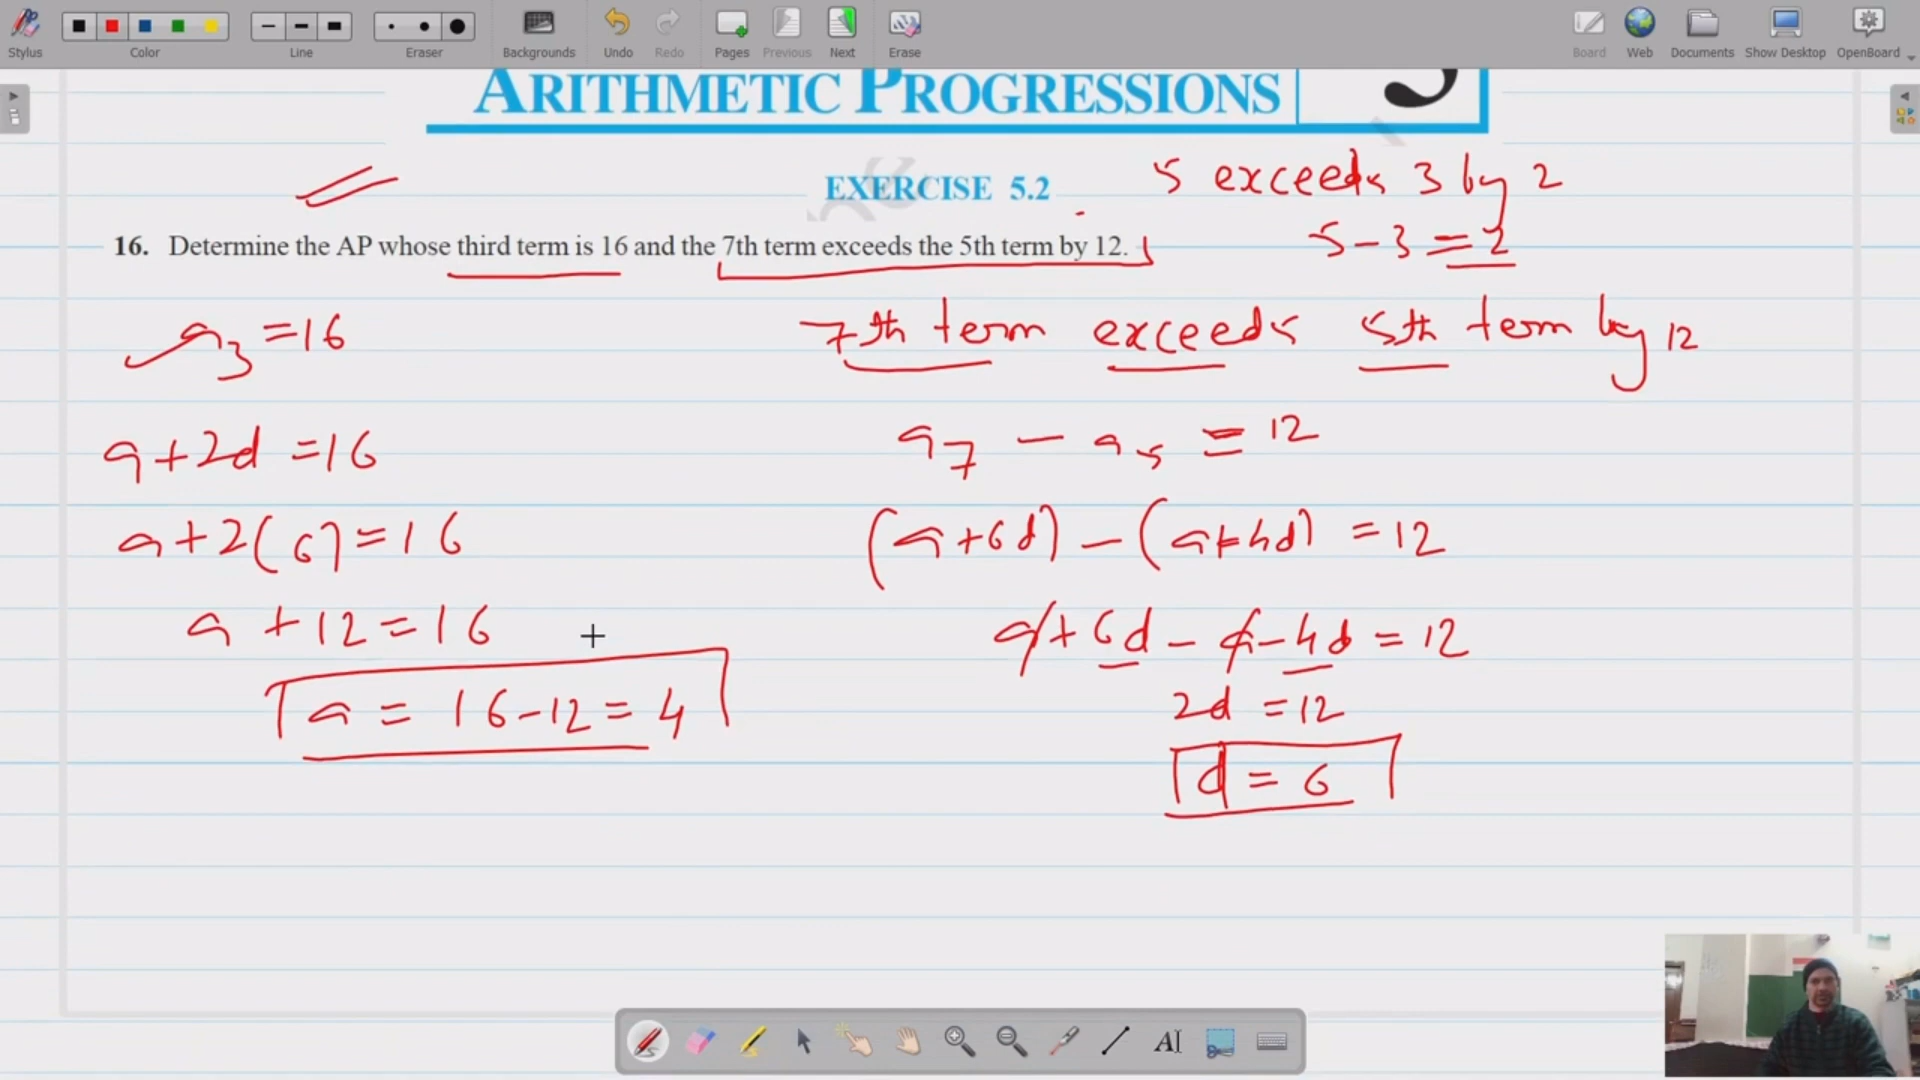 Stylus
Color
Line
Eraser
Backgrounds
Undo
Redo
Pages
Previous
Next
Erase
Board
Web
Documents
Show Desktop
OpenBoard
ARITHMETIC PROGRESSIONS
EXERCISE 5.2
5 exceeds 3 by 2
5-3=2
16. Determine the AP whose third term is 16 and the 7th term exceeds the 5th term by 12.
a3 =16
a+2d =16
a+2(6)=16
a +12=16
a = 16-12= 4
7th term exceeds 5th term by 12
a7 - a5 = 12
(a+6d) - (a+4d) =12
a+6d - a-4d =12
2d =12
d = 6